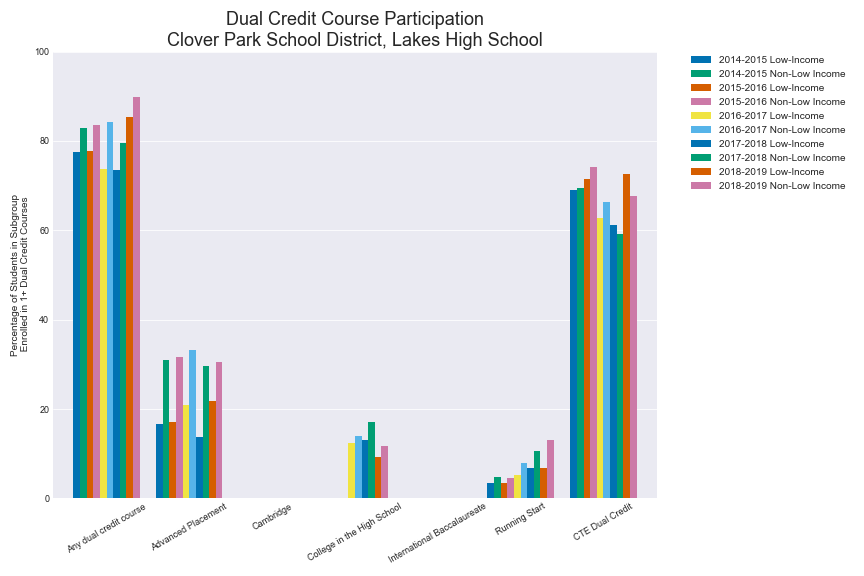 Dual Credit Course Participation
Clover Park School District, Lakes High School
Percentage of Students in Subgroup
Enrolled in 1+ Dual Credit Courses
100
80
60
40
20
0
Any dual credit course
Advanced Placement
Cambridge
College in the High School
International Baccalaureate
Running Start
CTE Dual Credit
2014-2015 Low-Income
2014-2015 Non-Low Income
2015-2016 Low-Income
2015-2016 Non-Low Income
2016-2017 Low-Income
2016-2017 Non-Low Income
2017-2018 Low-Income
2017-2018 Non-Low Income
2018-2019 Low-Income
2018-2019 Non-Low Income